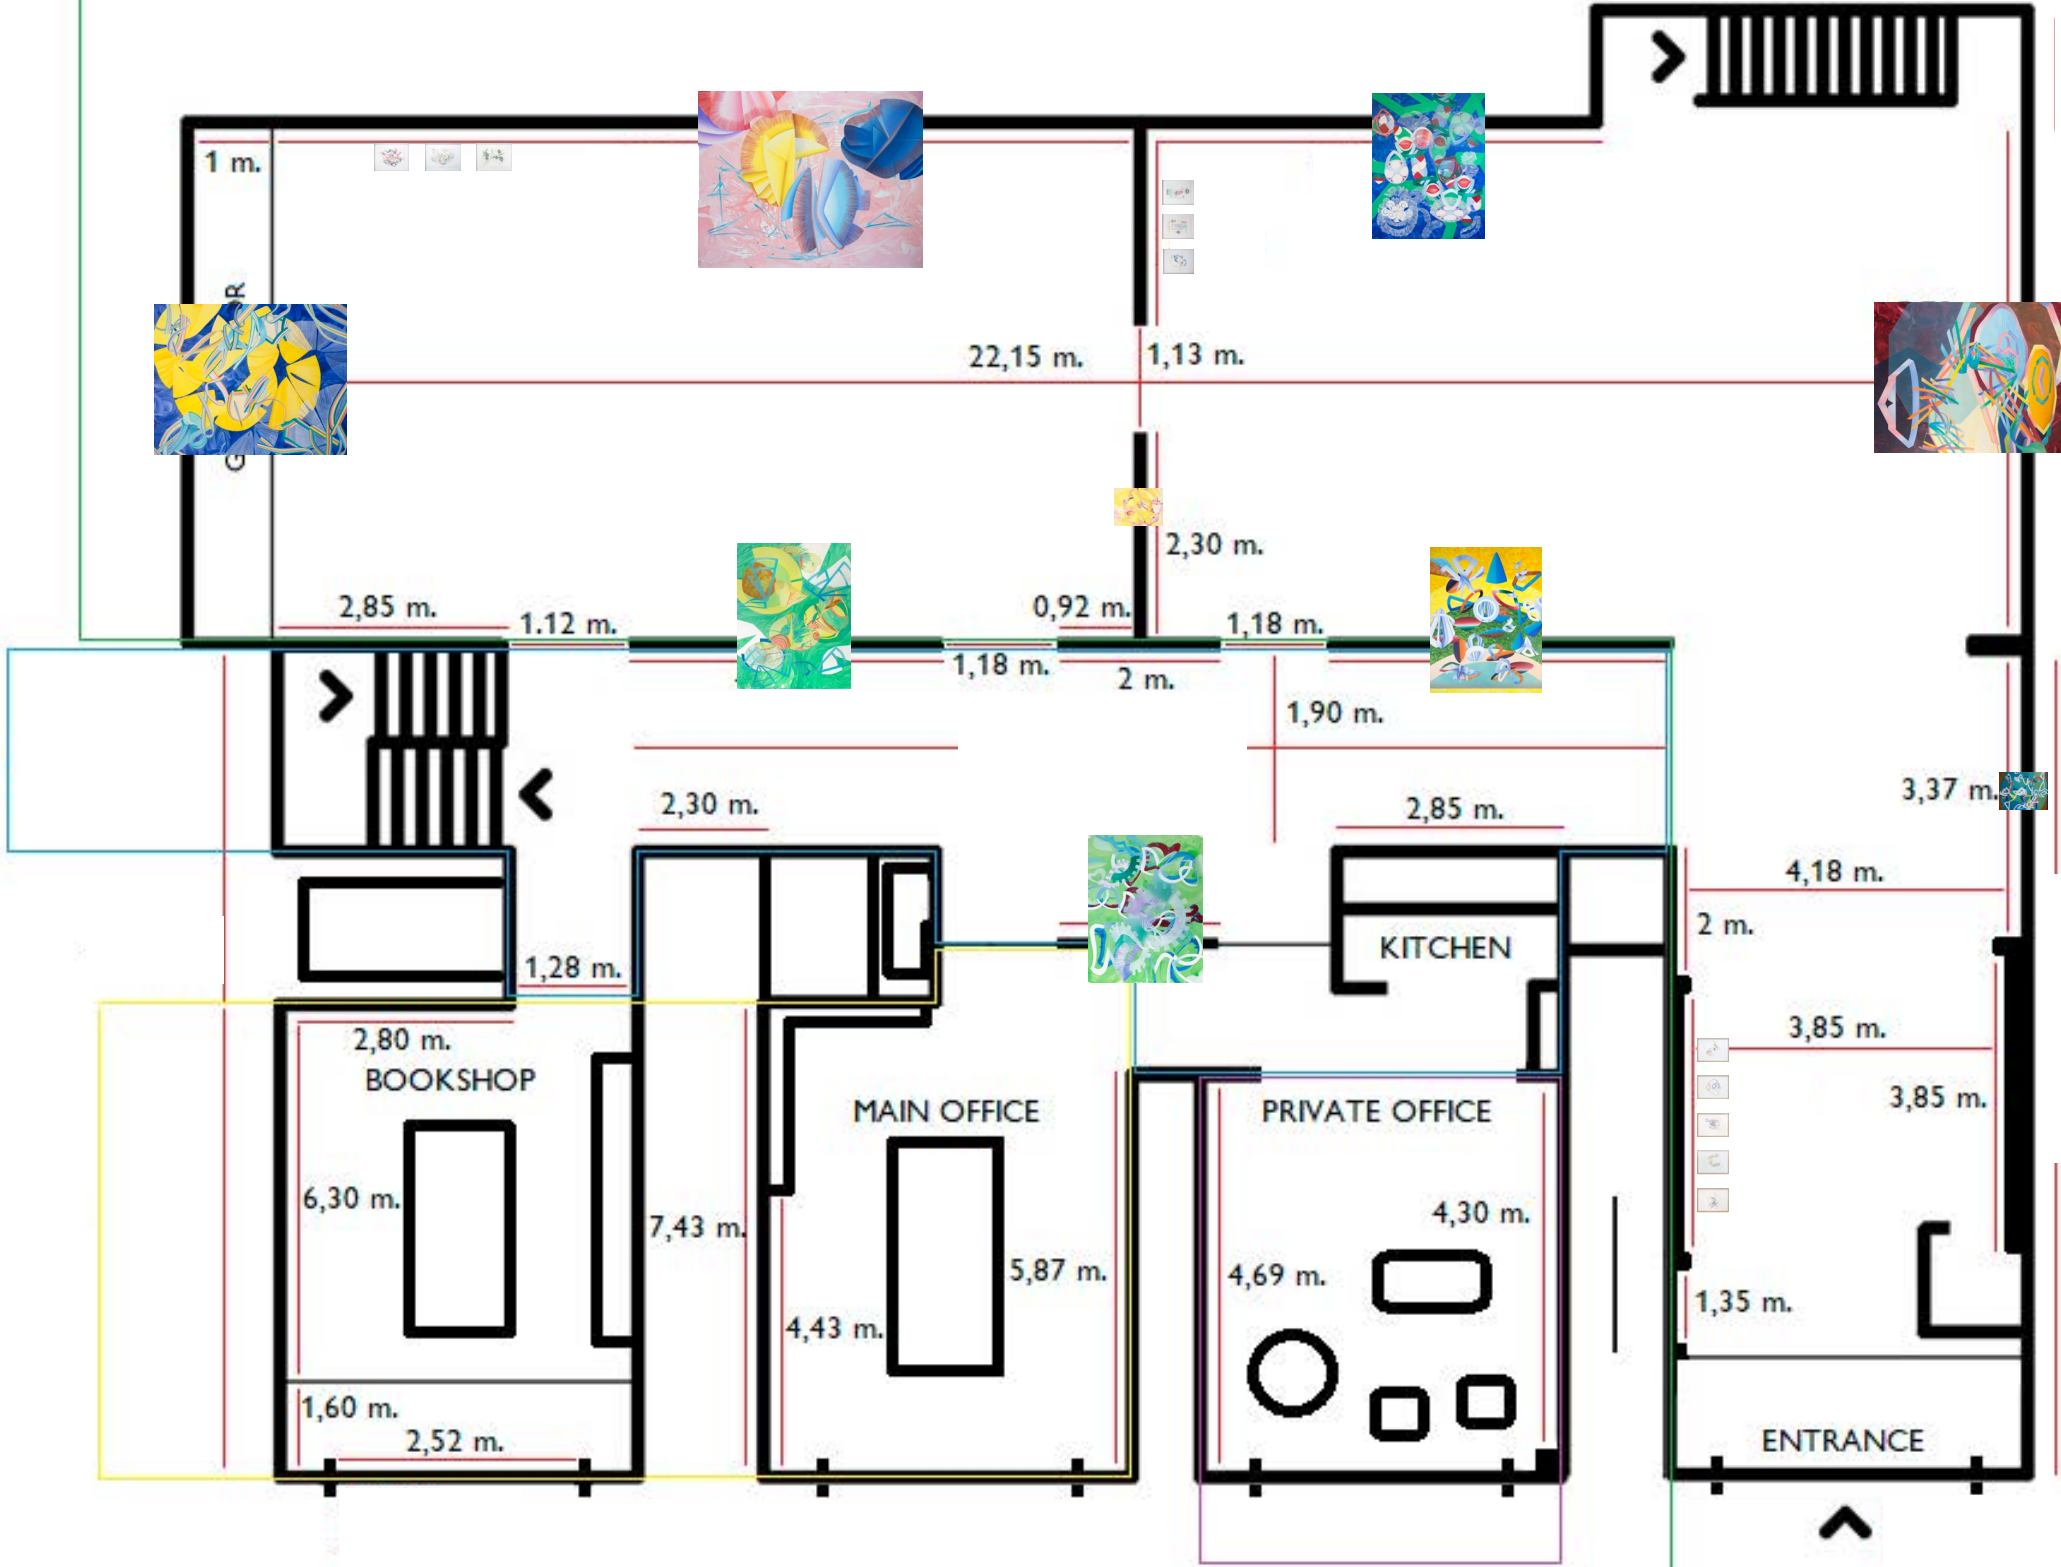 1 m.
22,15 m.
1,13 m.
2,30 m.
2,85 m.
1.12 m.
0,92 m.
1,18 m.
1,18 m.
2 m.
1,90 m.
2,30 m.
2,85 m.
3,37 m.
4,18 m.
2 m.
KITCHEN
1,28 m.
2,80 m.
BOOKSHOP
3,85 m.
3,85 m.
MAIN OFFICE
PRIVATE OFFICE
6,30 m.
7,43 m.
4,30 m.
5,87 m.
4,69 m.
4,43 m.
1,35 m.
1,60 m.
2,52 m.
ENTRANCE